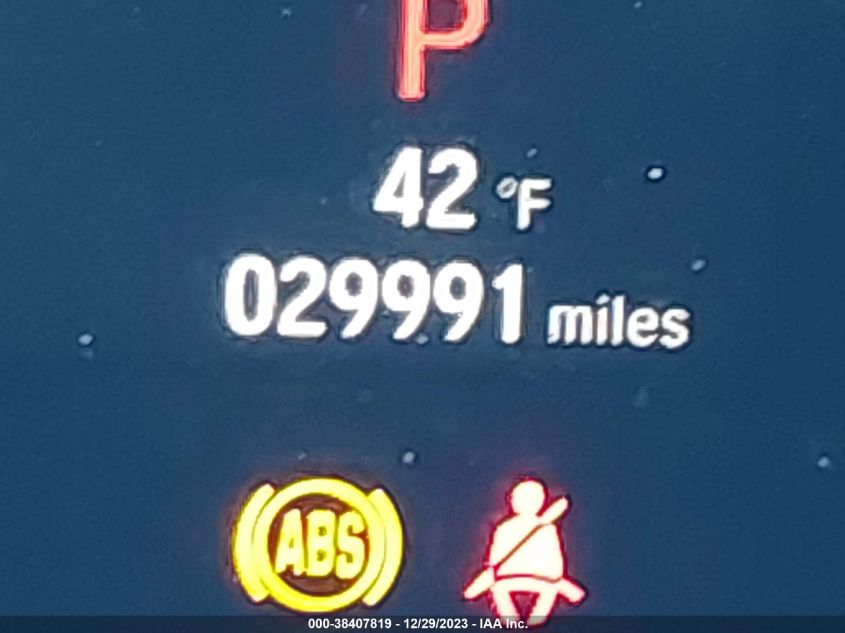 P
42 °F
029991 miles
ABS
000-38407819 - 12/29/2023 - IAA Inc.